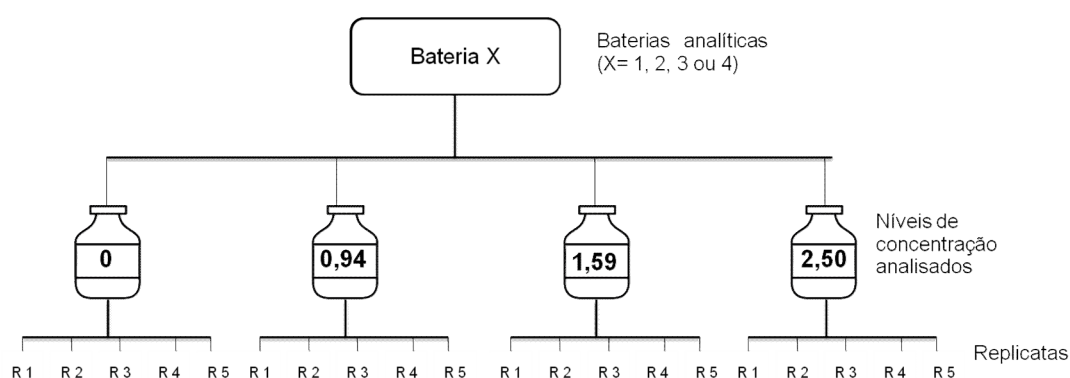 Bateria X
Baterias analíticas
(X= 1, 2, 3 ou 4)
0
0,94
1,59
2,50
Níveis de
concentração
analisados
R 1 R 2 R 3 R 4 R 5 R 1 R 2 R 3 R 4 R 5 R 1 R 2 R 3 R 4 R 5 R 1 R 2 R 3 R 4 R 5
Replicatas